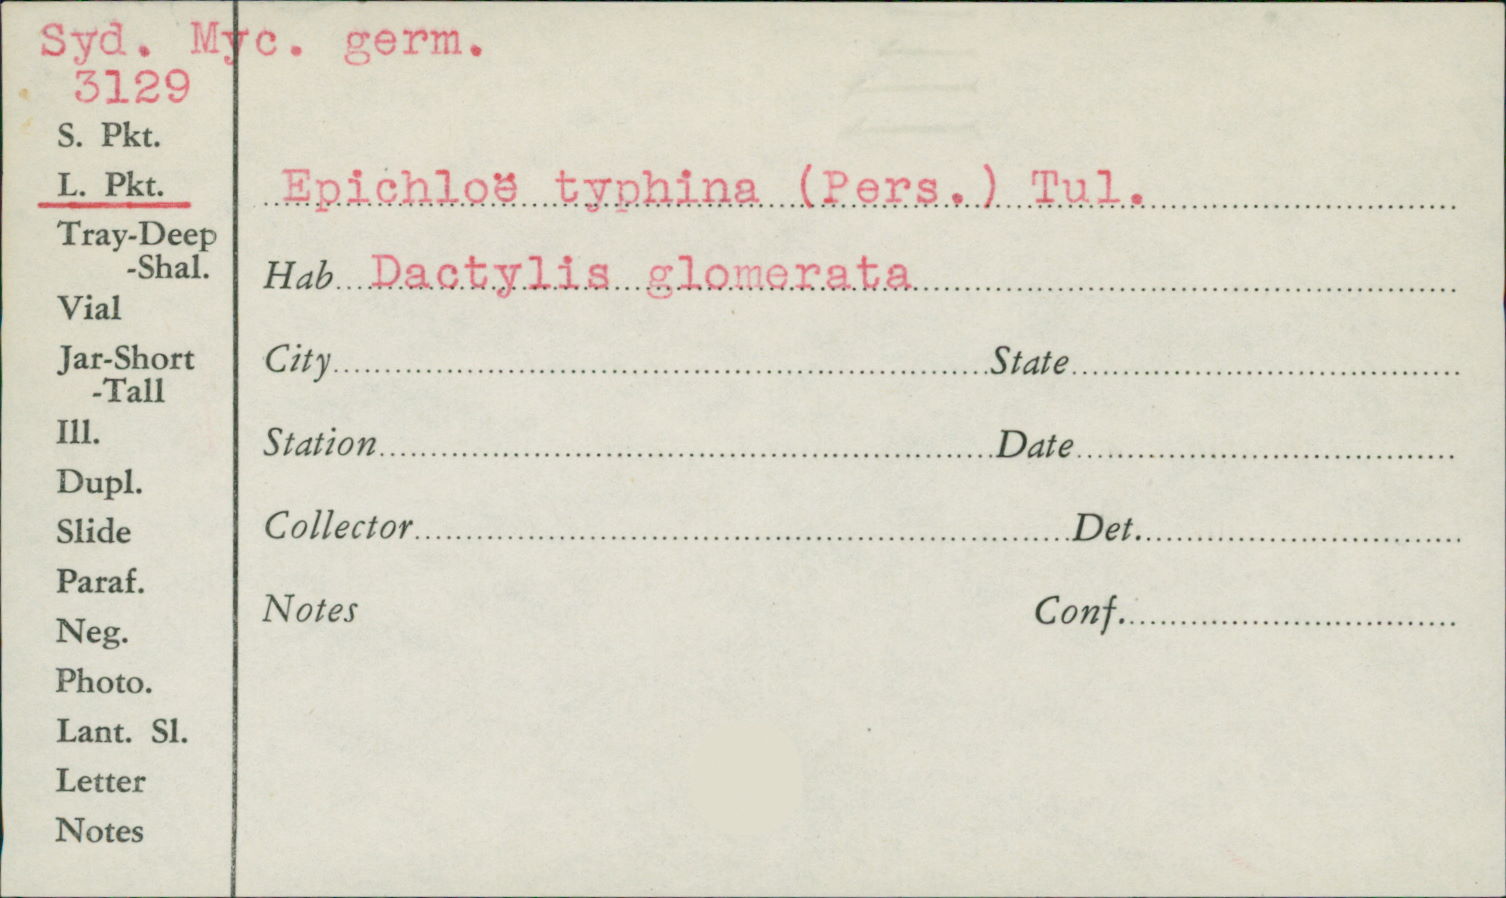 Syd. Myc. germ.
3129
S. Pkt.
L. Pkt.
Tray-Deep
-Shal.
Vial
Jar-Short
-Tall
Ill.
Dupl.
Slide
Paraf.
Neg.
Photo.
Lant. Sl.
Letter
Notes
Epichloë typhina (Pers.) Tul.
Hab Dactylis glomerata
City State
Station Date
Collector Det.
Notes Conf.